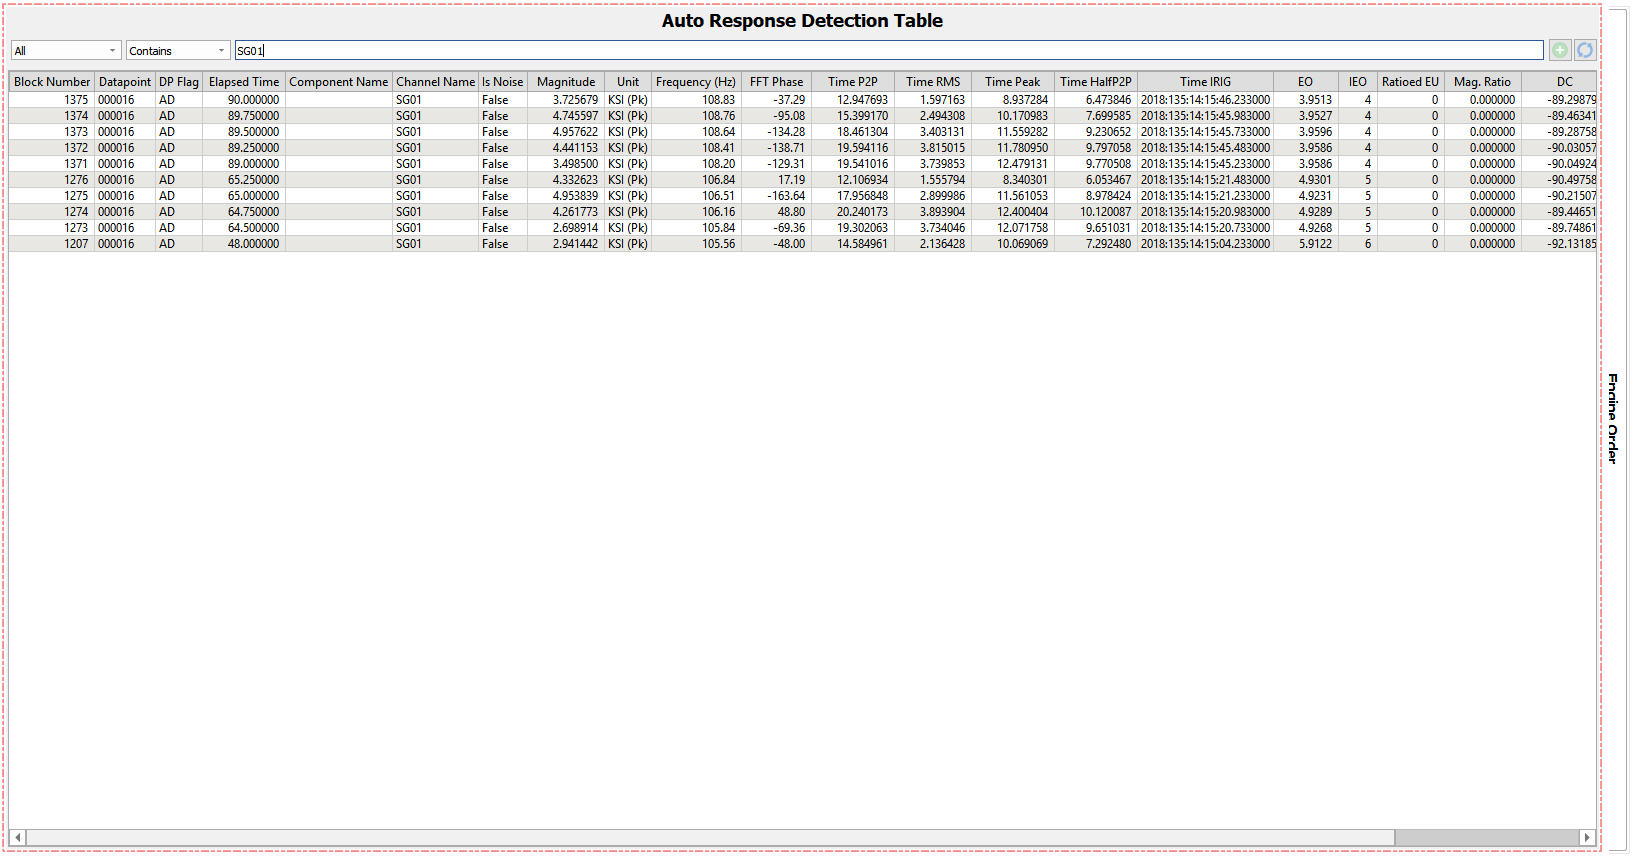 Auto Response Detection Table
All Contains SG01
Block Number Datapoint DP Flag Elapsed Time Component Name Channel Name Is Noise Magnitude Unit Frequency (Hz) FFT Phase Time P2P Time RMS Time Peak Time HalfP2P Time IRIG EO IEO Ratioed EU Mag. Ratio DC
1375 000016 AD 90.000000 SG01 False 3.725679 KSI (Pk) 108.83 -37.29 12.947693 1.597163 8.937284 6.473846 2018:135:14:15:46.233000 3.9513 4 0 0.000000 -89.29879
1374 000016 AD 89.750000 SG01 False 4.745597 KSI (Pk) 108.76 -95.08 15.399170 2.494308 10.170983 7.699585 2018:135:14:15:45.983000 3.9527 4 0 0.000000 -89.46341
1373 000016 AD 89.500000 SG01 False 4.957622 KSI (Pk) 108.64 -134.28 18.461304 3.403131 11.559282 9.230652 2018:135:14:15:45.733000 3.9596 4 0 0.000000 -89.28758
1372 000016 AD 89.250000 SG01 False 4.441153 KSI (Pk) 108.41 -138.71 19.594116 3.815015 11.780950 9.797058 2018:135:14:15:45.483000 3.9586 4 0 0.000000 -90.03057
1371 000016 AD 89.000000 SG01 False 3.498500 KSI (Pk) 108.20 -129.31 19.541016 3.739853 12.479131 9.770508 2018:135:14:15:45.233000 3.9586 4 0 0.000000 -90.04924
1276 000016 AD 65.250000 SG01 False 4.332623 KSI (Pk) 106.84 17.19 12.106934 1.555794 8.340301 6.053467 2018:135:14:15:21.483000 4.9301 5 0 0.000000 -90.49758
1275 000016 AD 65.000000 SG01 False 4.953839 KSI (Pk) 106.51 -163.64 17.956848 2.899986 11.561053 8.978424 2018:135:14:15:21.233000 4.9231 5 0 0.000000 -90.21507
1274 000016 AD 64.750000 SG01 False 4.261773 KSI (Pk) 106.16 48.80 20.240173 3.893904 12.400404 10.120087 2018:135:14:15:20.983000 4.9289 5 0 0.000000 -89.44651
1273 000016 AD 64.500000 SG01 False 2.698914 KSI (Pk) 105.84 -69.36 19.302063 3.734046 12.071758 9.651031 2018:135:14:15:20.733000 4.9268 5 0 0.000000 -89.74861
1207 000016 AD 48.000000 SG01 False 2.941442 KSI (Pk) 105.56 -48.00 14.584961 2.136428 10.069069 7.292480 2018:135:14:15:04.233000 5.9122 6 0 0.000000 -92.13185
Engine Order